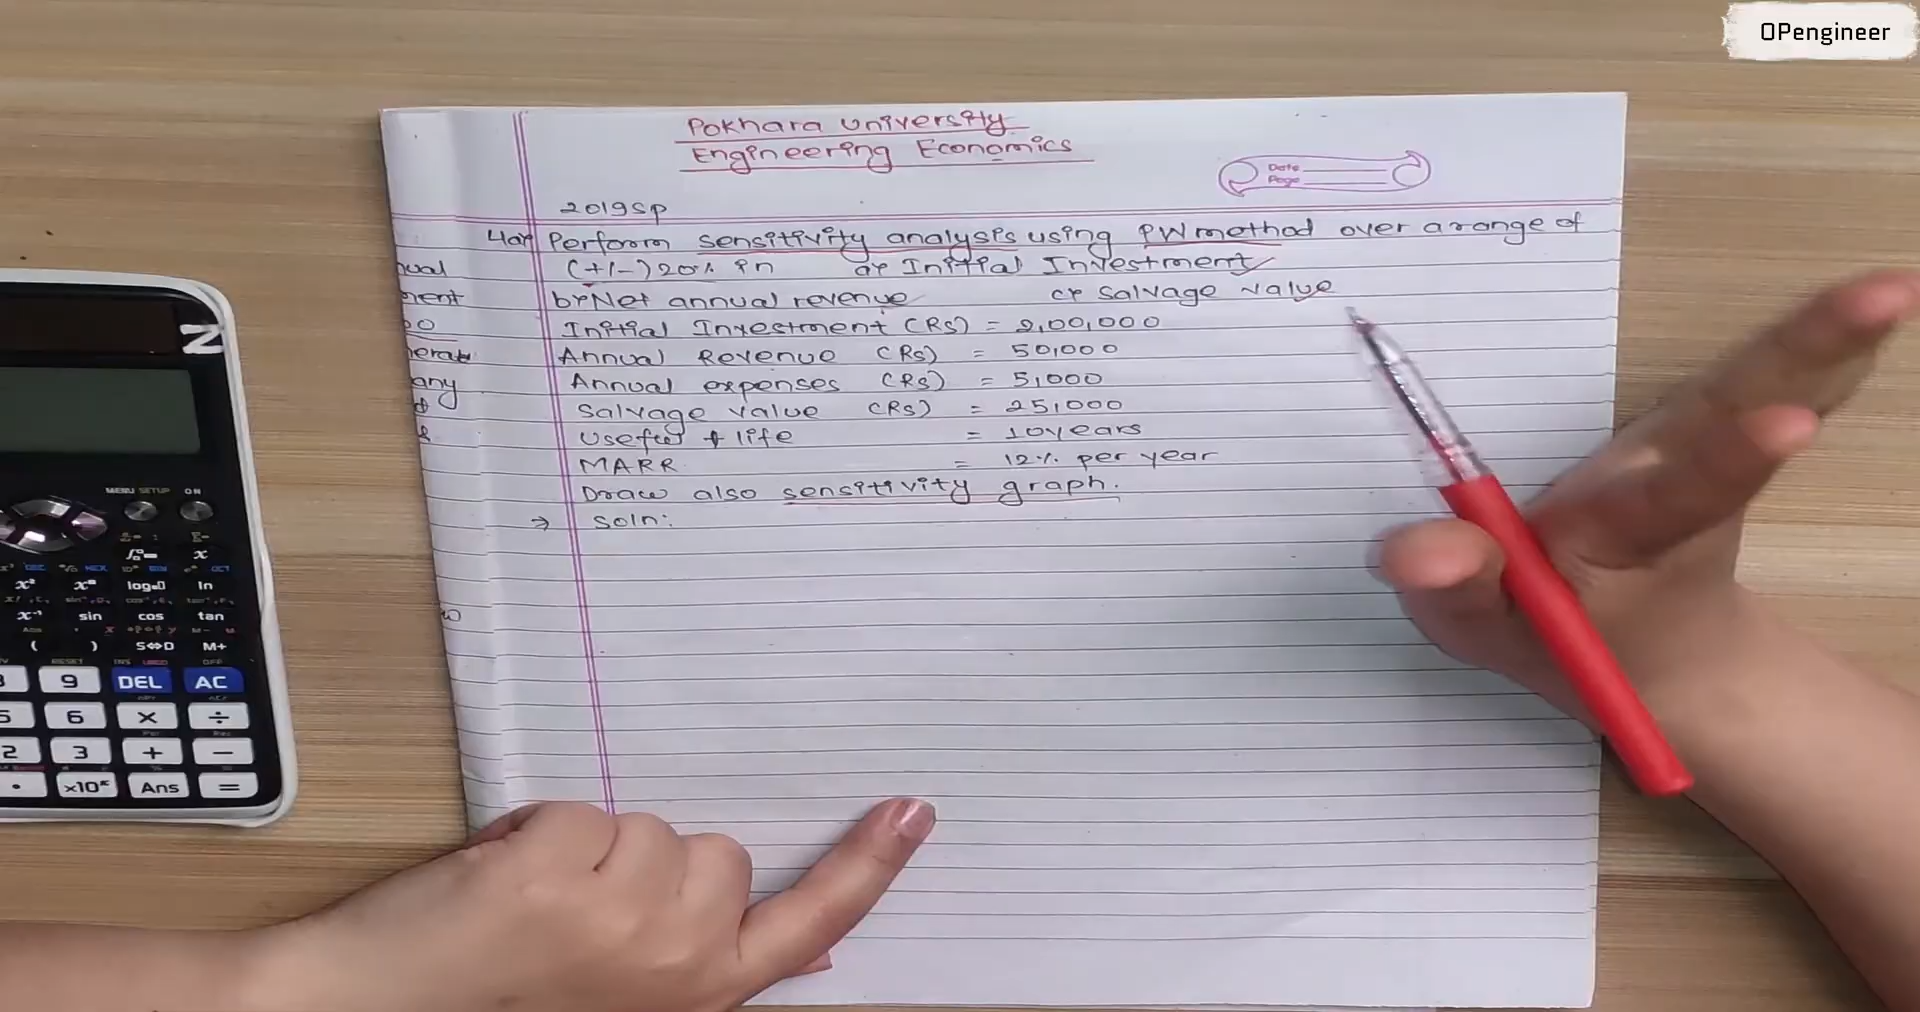 OPengineer
Pokhara University
Engineering Economics
Date
Page
2019sp
4a) Perform sensitivity analysis using PW method over a range of
(+/-) 20% in a) Initial Investment
b) Net annual revenue c) Salvage value
Initial Investment (Rs) = 2,00,000
Annual Revenue (Rs) = 50,000
Annual expenses (Rs) = 5,000
Salvage value (Rs) = 25,000
Useful life = 10 years
MARR = 12% per year
Draw also sensitivity graph.
⇒ Soln:
MENU SETUP ON
x² xⁿ log▯▯ ln
x⁻¹ sin cos tan
( ) S⇔D M+
9 DEL AC
6 × ÷
2 3 + −
. ×10ˣ Ans =